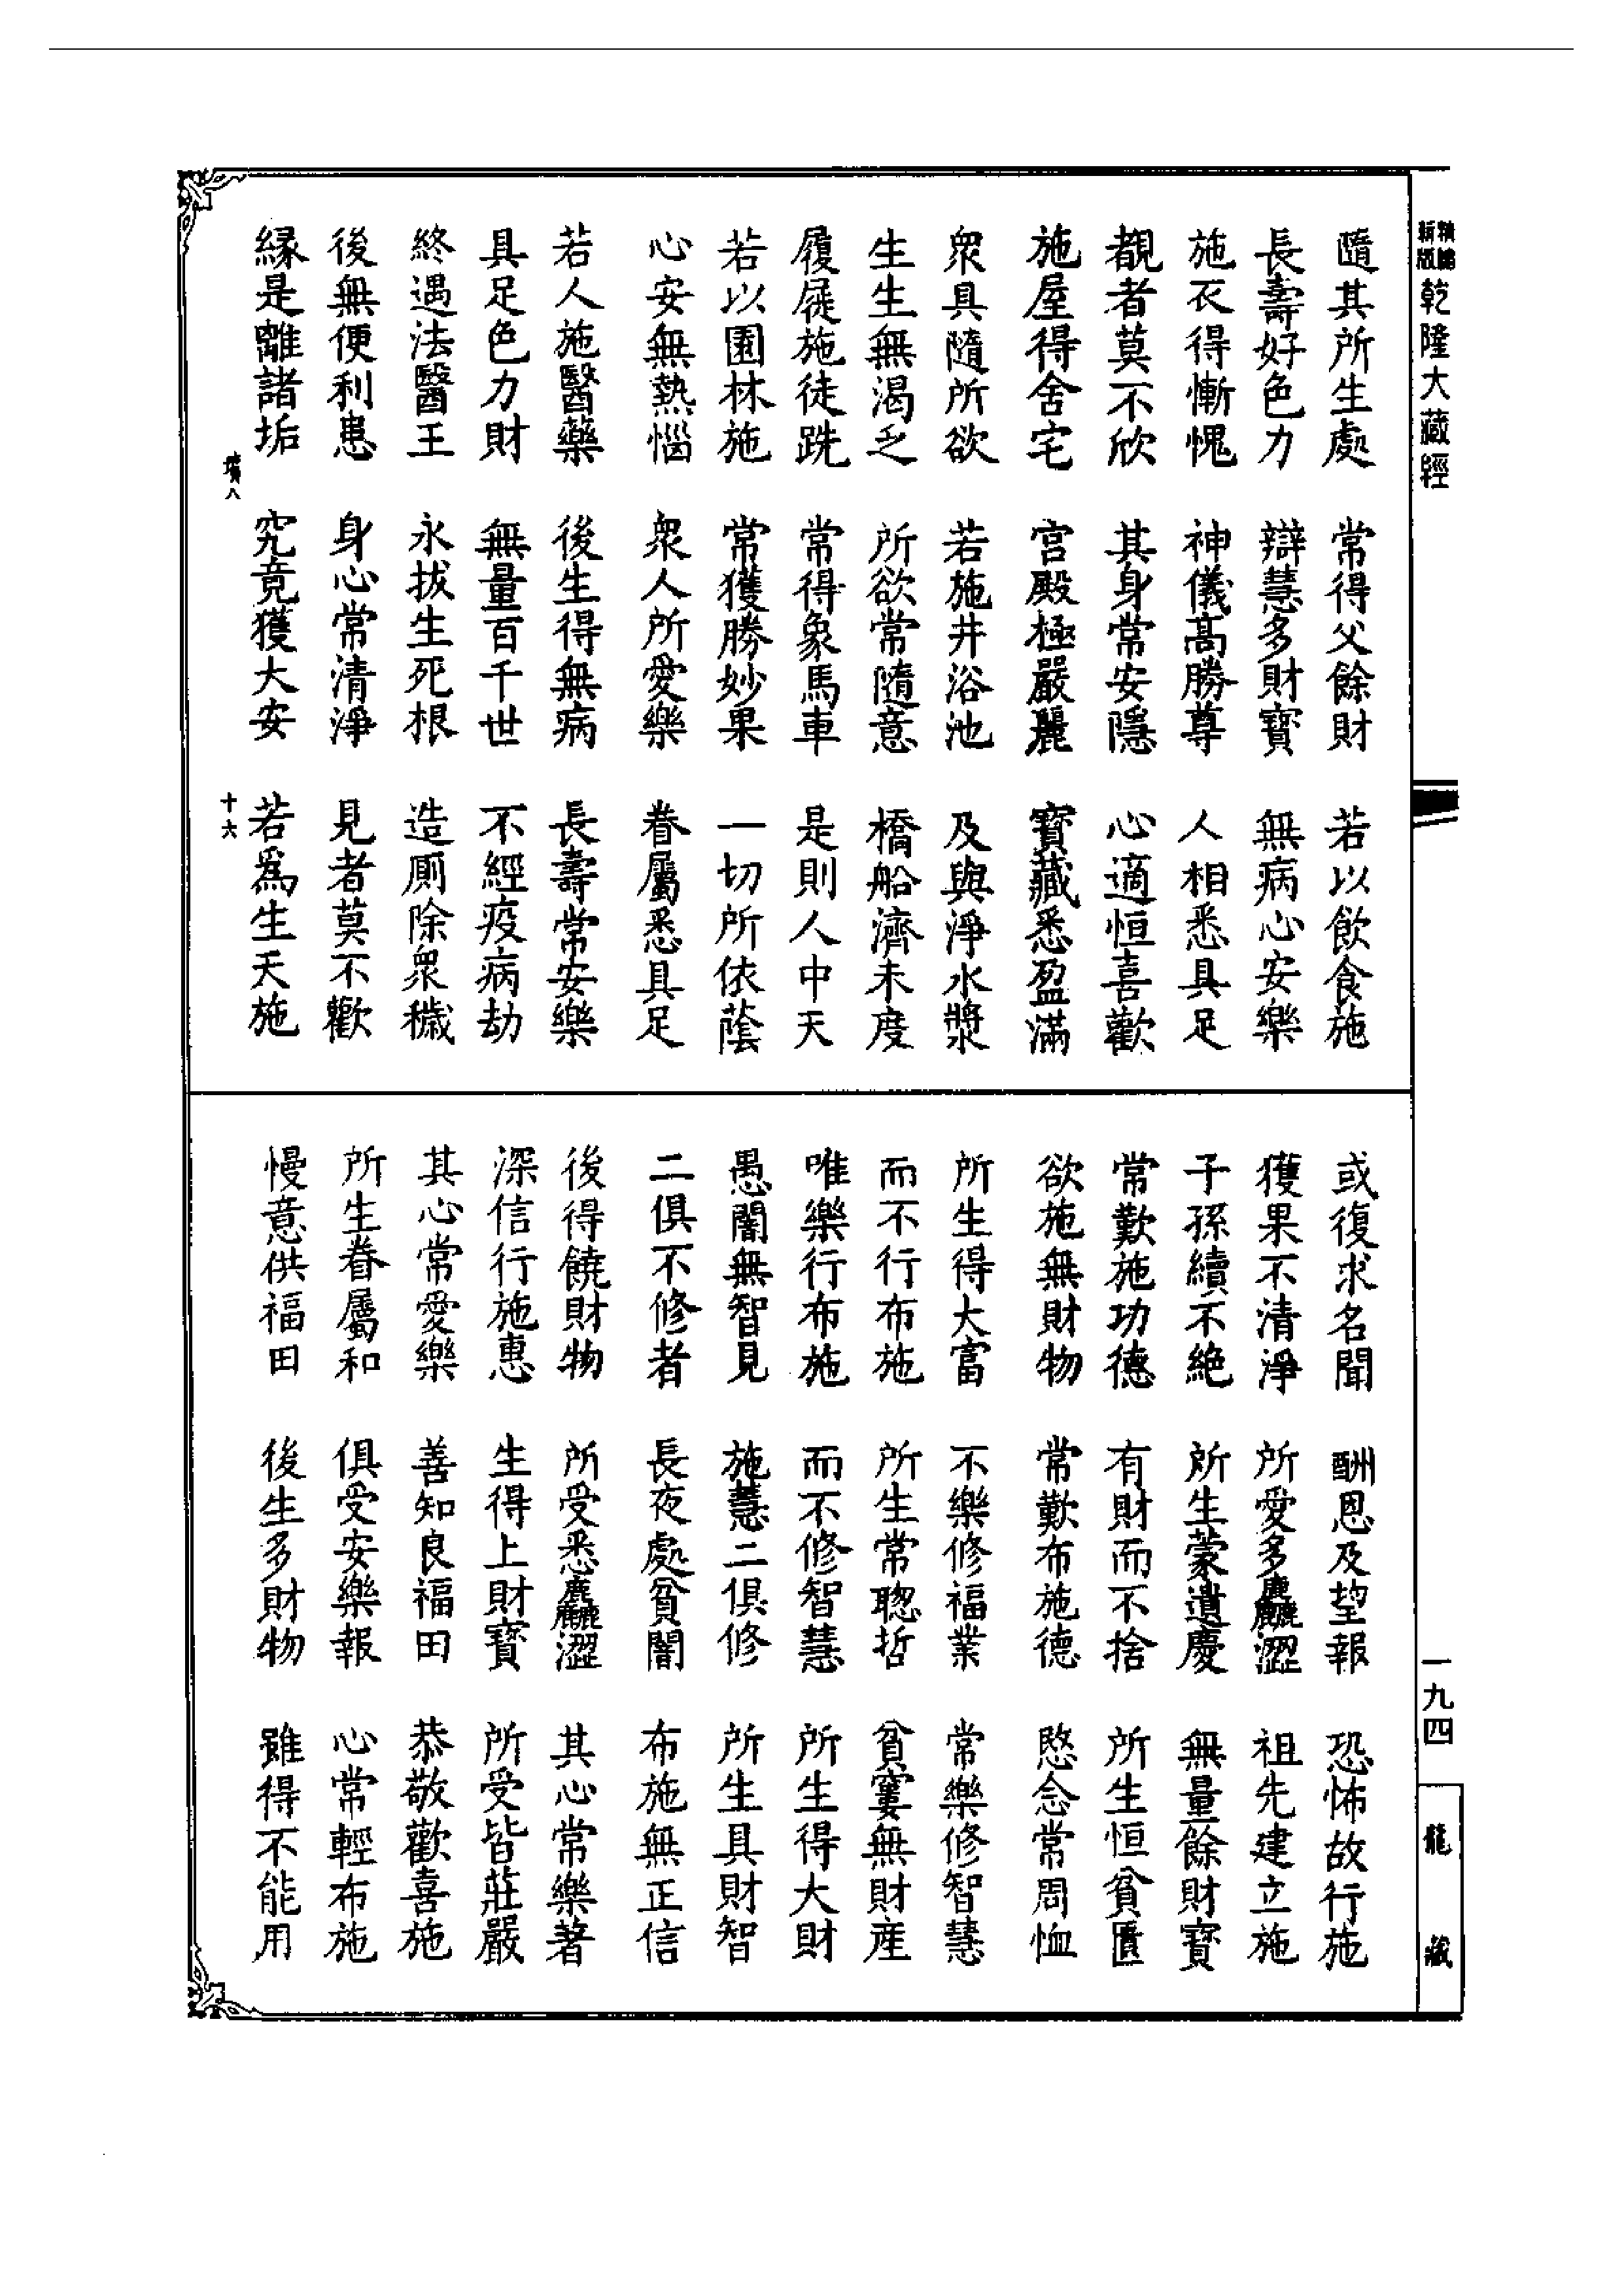 乾隆大藏經
隨其所生處　常得父餘財　若以飲食施
長壽好色力　辯慧多財寶　無病心安樂
施衣得慚愧　神儀髙勝尊　人相悉具足
覩者莫不欣　其身常安隱　心適恒喜歡
施屋得舍宅　宫殿極嚴麗　寶藏悉盈滿
衆具隨所欲　若施井浴池　及與淨水漿
生生無渴乏　所欲常隨意　橋船濟未度
履屣施徒跣　常得象馬車　是則人中天
若以園林施　常獲勝妙果　一切所依蔭
心安無熱惱　衆人所愛樂　眷屬悉具足
若人施醫藥　後生得無病　長壽常安樂
具足色力財　無量百千世　不經疫病劫
終遇法醫王　永拔生死根　造厠除衆穢
後無便利患　身心常清淨　見者莫不歡
縁是離諸垢　究竟獲大安　若爲生天施
十六
或復求名聞　酬恩及望報　恐怖故行施
獲果不清淨　所愛多麤澀　祖先建立施
子孫續不絶　所生蒙遺慶　無量餘財寶
常歎施功德　有財而不捨　所生恒貧匱
欲施無財物　常歎布施德　愍念常周恤
所生得大富　不樂修福業　常樂修智慧
而不行布施　所生常聰哲　貧窶無財産
唯樂行布施　而不修智慧　所生得大財
愚闇無智見　施慧二俱修　所生具財智
二俱不修者　長夜處貧闇　布施無正信
後得饒財物　所受悉麤澀　其心常樂著
深信行施惠　生得上財寶　所受皆莊嚴
其心常愛樂　善知良福田　恭敬歡喜施
所生眷屬和　俱受安樂報　心常輕布施
慢意供福田　後生多財物　雖得不能用
一九四
龍藏